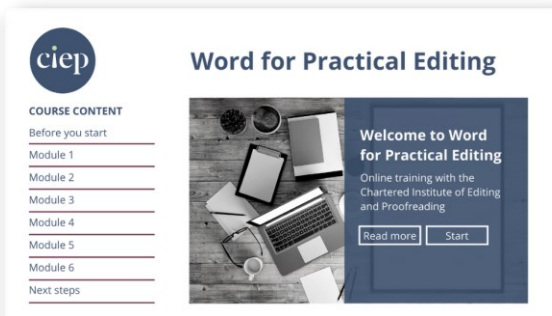 ciep
Word for Practical Editing
COURSE CONTENT
Before you start
Module 1
Module 2
Module 3
Module 4
Module 5
Module 6
Next steps
Welcome to Word
for Practical Editing
Online training with the
Chartered Institute of Editing
and Proofreading
Read more
Start